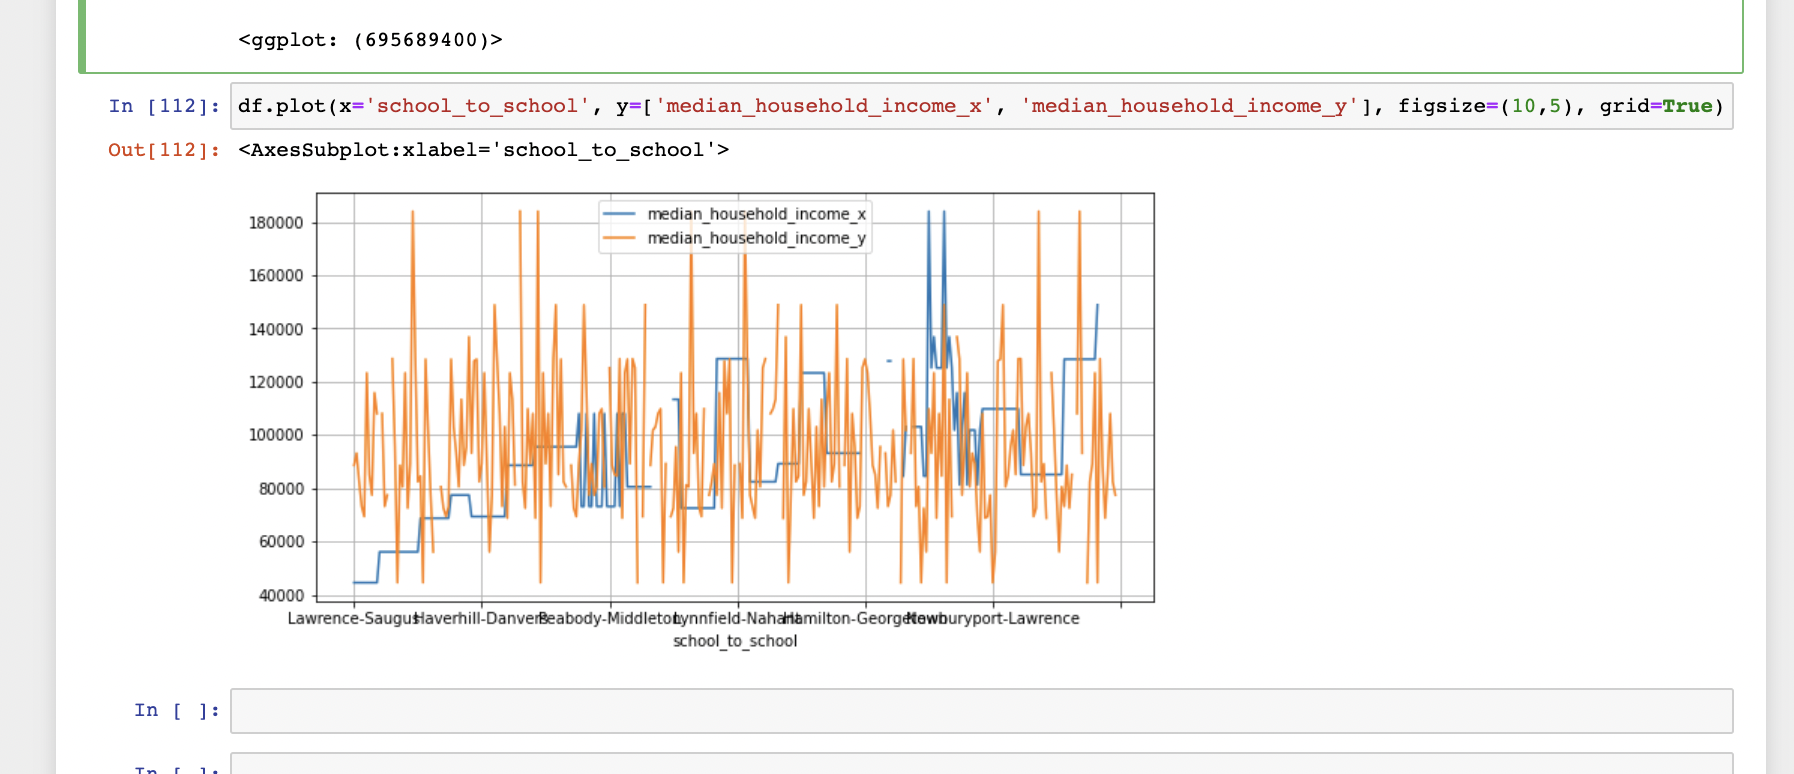 <ggplot: (695689400)>
In [112]: df.plot(x='school_to_school', y=['median_household_income_x', 'median_household_income_y'], figsize=(10,5), grid=True)
Out[112]: <AxesSubplot:xlabel='school_to_school'>
median_household_income_x
median_household_income_y
180000
160000
140000
120000
100000
80000
60000
40000
Lawrence-Saugus Haverhill-Danvers Peabody-Middleton Lynnfield-Nahant Hamilton-Georgetown Newburyport-Lawrence
school_to_school
In [ ]:
In [ ]: